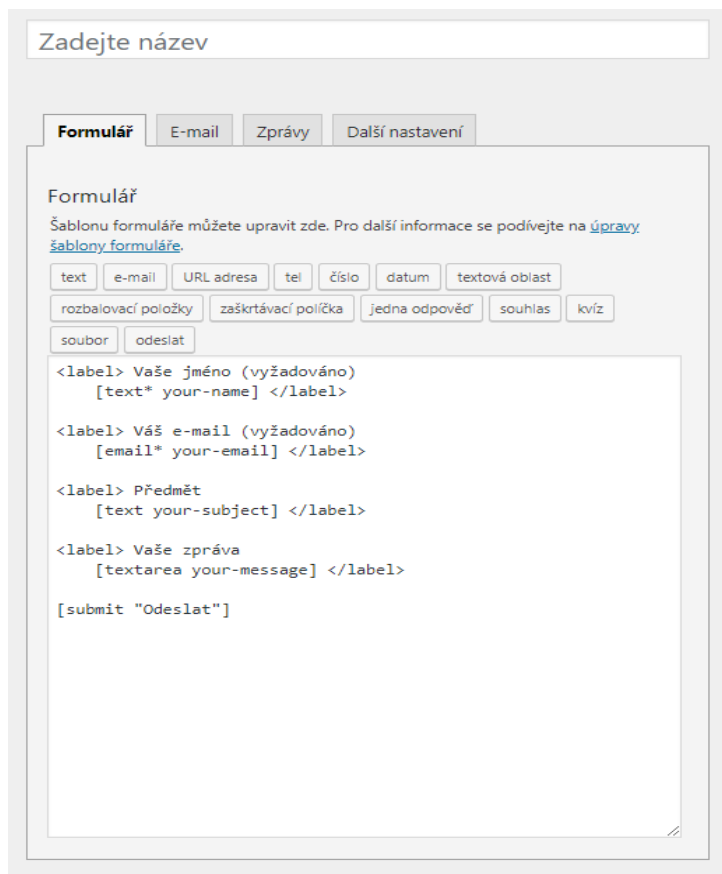 Zadejte název
Formulář E-mail Zprávy Další nastavení
Formulář
Šablonu formuláře můžete upravit zde. Pro další informace se podívejte na úpravy
šablony formuláře.
text e-mail URL adresa tel číslo datum textová oblast
rozbalovací položky zaškrtávací políčka jedna odpověď souhlas kvíz
soubor odeslat
<label> Vaše jméno (vyžadováno)
[text* your-name] </label>
<label> Váš e-mail (vyžadováno)
[email* your-email] </label>
<label> Předmět
[text your-subject] </label>
<label> Vaše zpráva
[textarea your-message] </label>
[submit "Odeslat"]